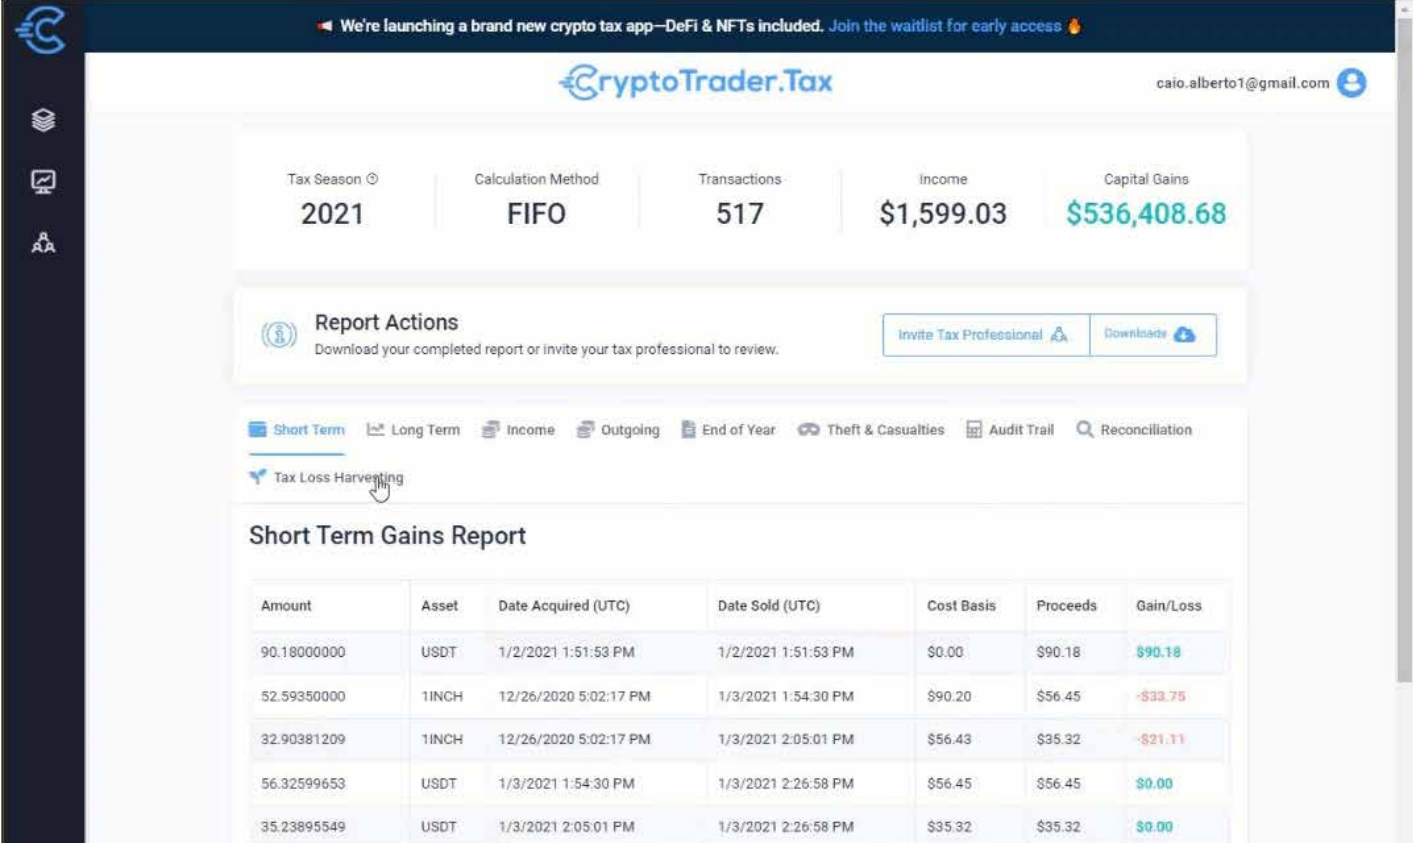 We're launching a brand new crypto tax app—DeFi & NFTs included. Join the waitlist for early access
CryptoTrader.Tax
caio.alberto1@gmail.com
Tax Season Calculation Method Transactions Income Capital Gains
2021 FIFO 517 $1,599.03 $536,408.68
Report Actions
Download your completed report or invite your tax professional to review.
Invite Tax Professional Downloads
Short Term Long Term Income Outgoing End of Year Theft & Casualties Audit Trail Reconciliation
Tax Loss Harvesting
Short Term Gains Report
Amount Asset Date Acquired (UTC) Date Sold (UTC) Cost Basis Proceeds Gain/Loss
90.18000000 USDT 1/2/2021 1:51:53 PM 1/2/2021 1:51:53 PM $0.00 $90.18 $90.18
52.59350000 1INCH 12/26/2020 5:02:17 PM 1/3/2021 1:54:30 PM $90.20 $56.45 -$33.75
32.90381209 1INCH 12/26/2020 5:02:17 PM 1/3/2021 2:05:01 PM $56.43 $35.32 -$21.11
56.32599653 USDT 1/3/2021 1:54:30 PM 1/3/2021 2:26:58 PM $56.45 $56.45 $0.00
35.23895549 USDT 1/3/2021 2:05:01 PM 1/3/2021 2:26:58 PM $35.32 $35.32 $0.00